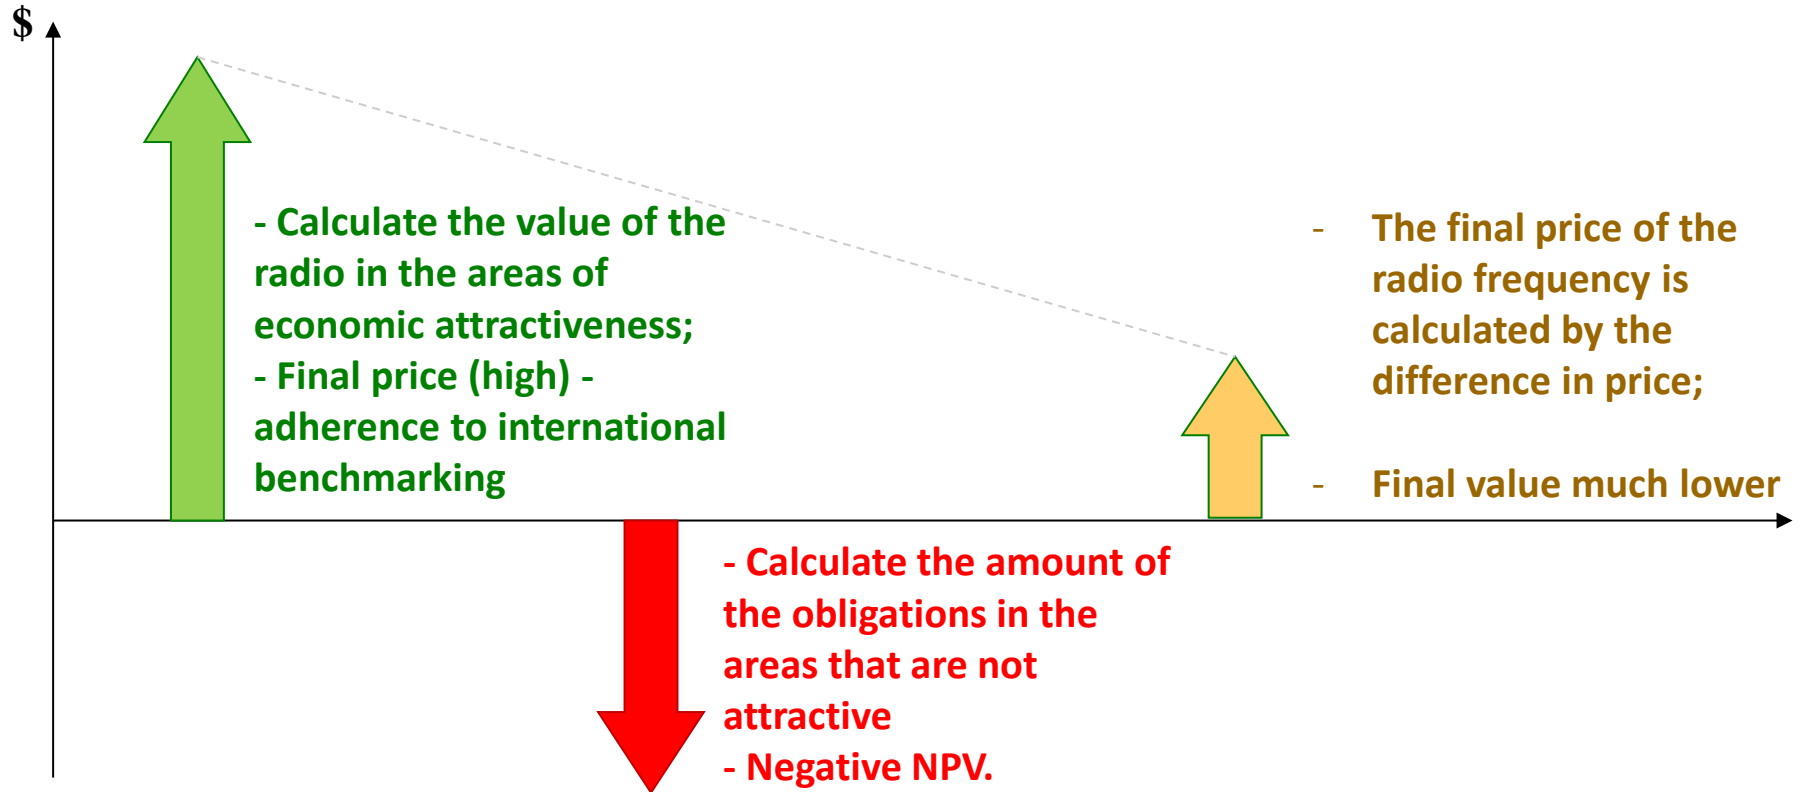 $
- Calculate the value of the
radio in the areas of
economic attractiveness;
- Final price (high) -
adherence to international
benchmarking
- The final price of the
radio frequency is
calculated by the
difference in price;
- Final value much lower
- Calculate the amount of
the obligations in the
areas that are not
attractive
- Negative NPV.